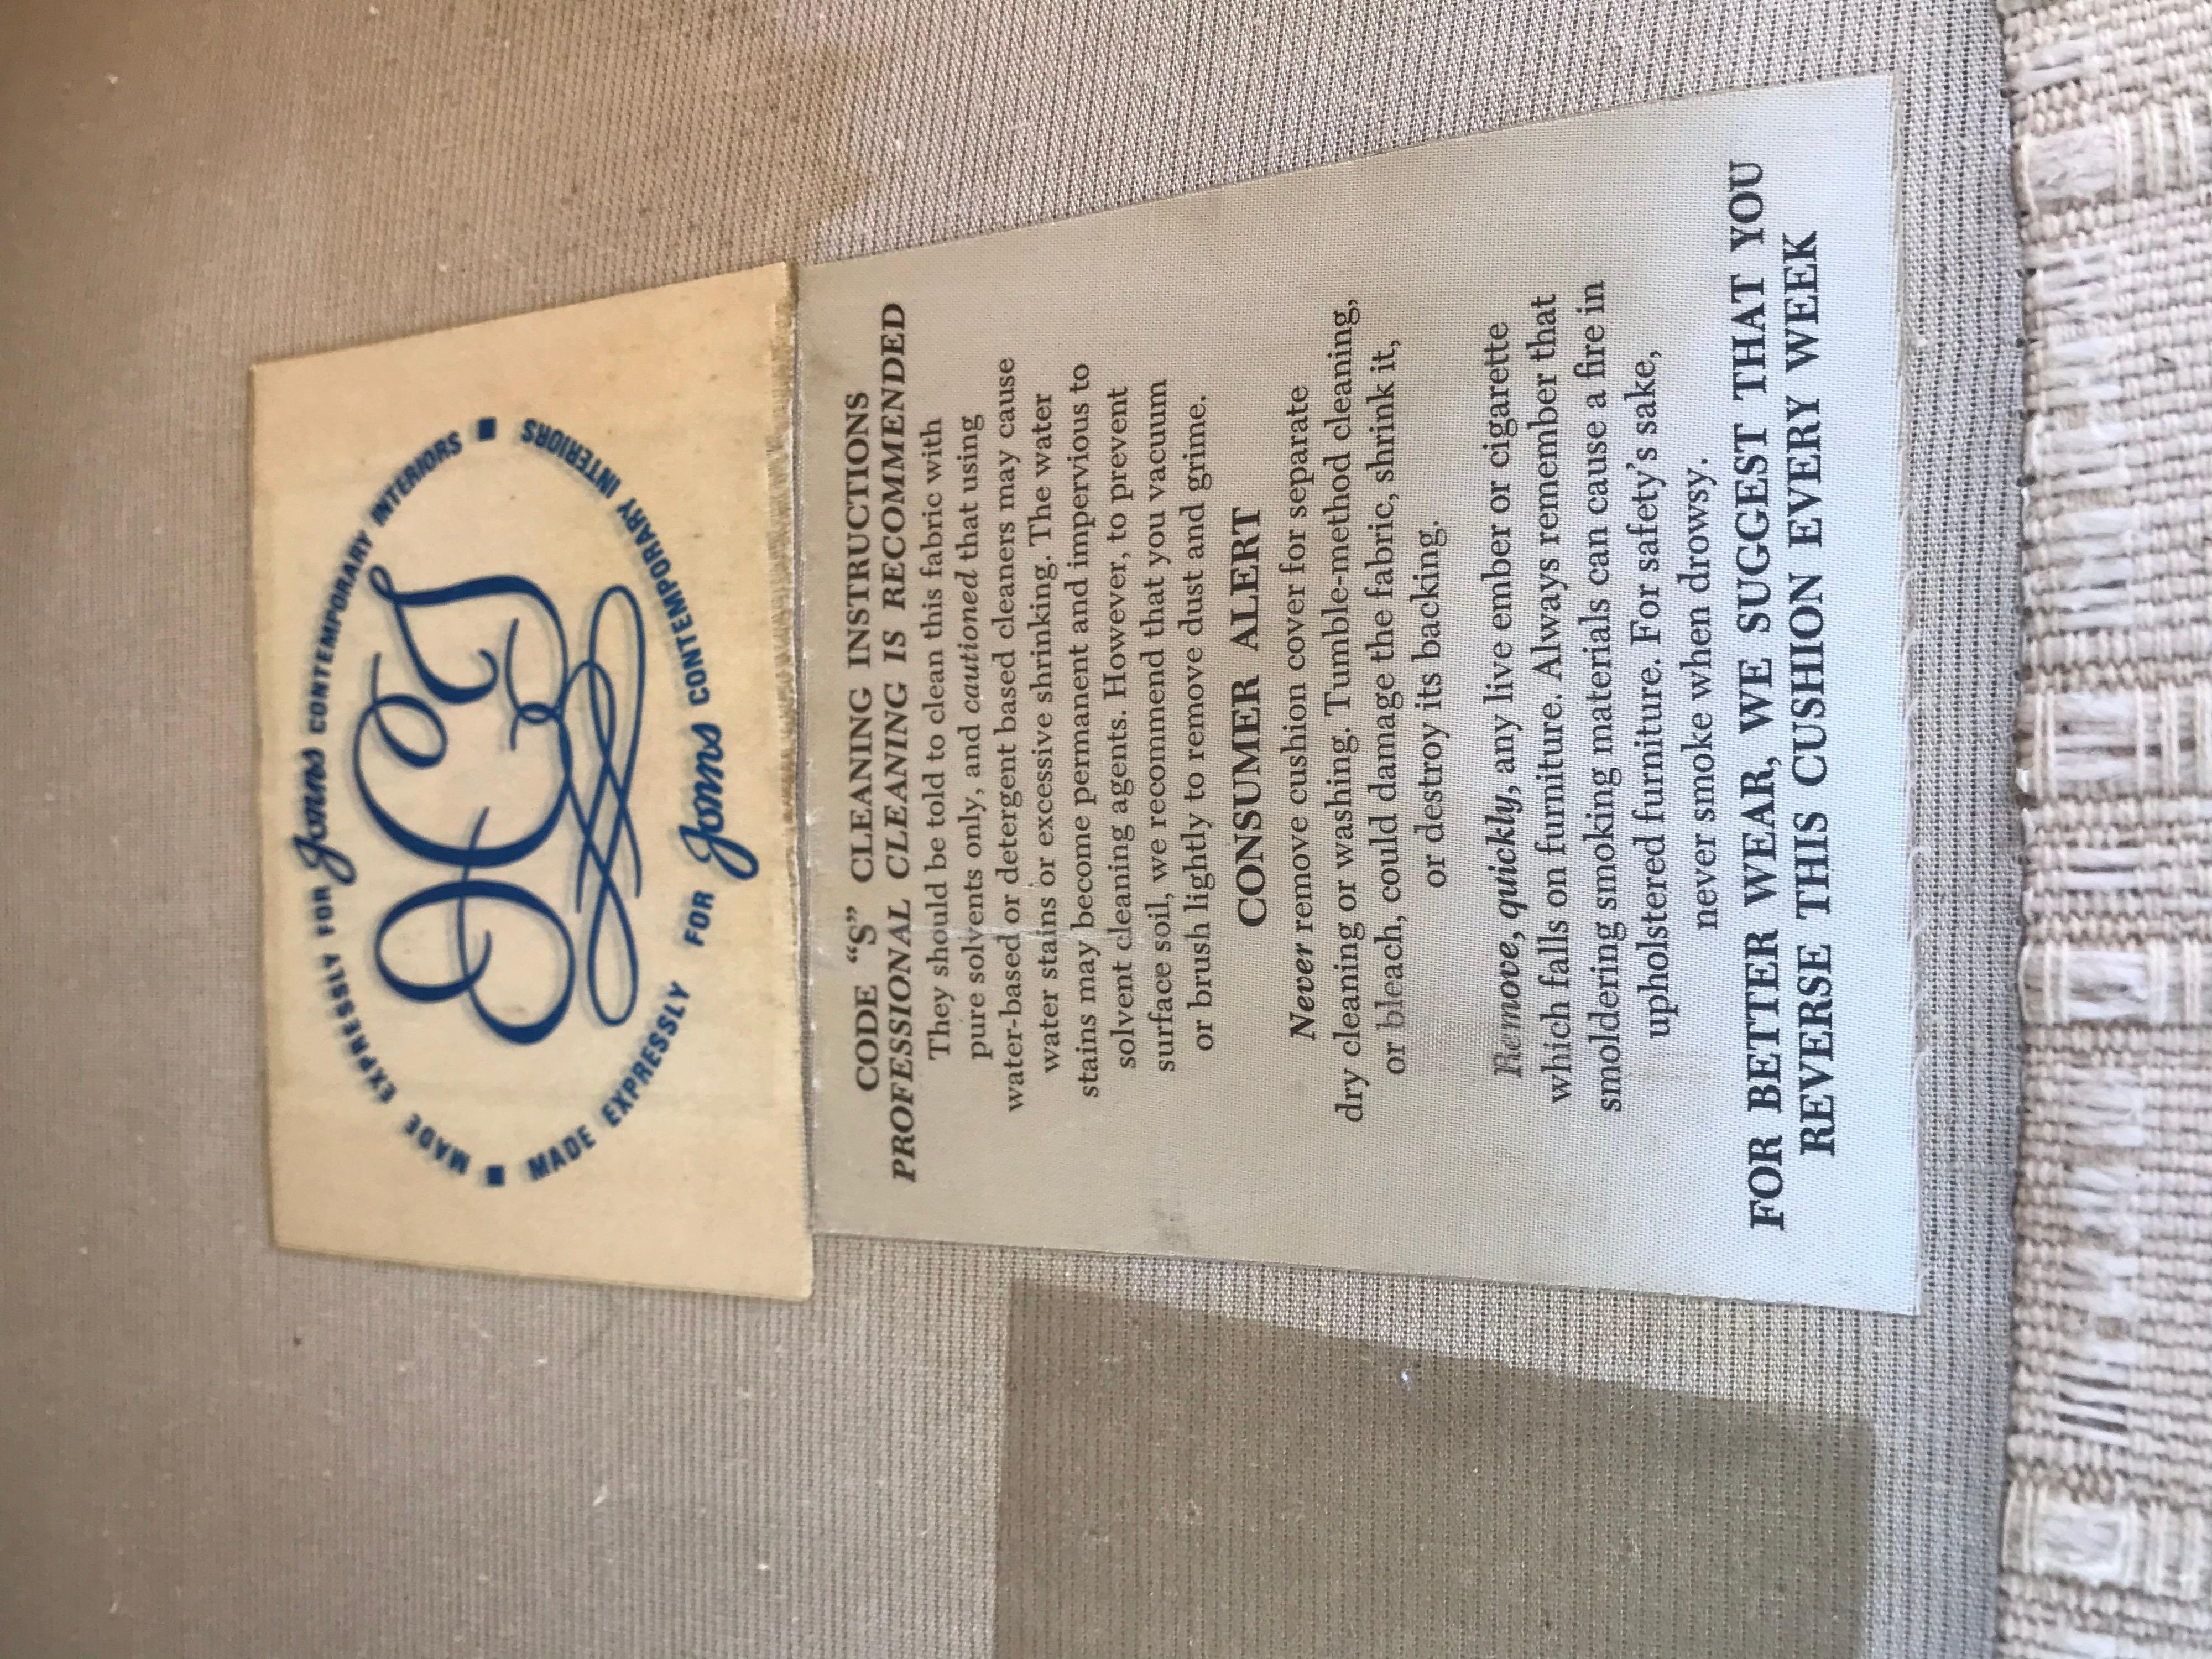 MADE EXPRESSLY FOR Joms CONTEMPORARY INTERIORS
JCI
MADE EXPRESSLY FOR Joms CONTEMPORARY INTERIORS
CODE "S" CLEANING INSTRUCTIONS
PROFESSIONAL CLEANING IS RECOMMENDED
They should be told to clean this fabric with
pure solvents only, and cautioned that using
water-based or detergent based cleaners may cause
water stains or excessive shrinking. The water
stains may become permanent and impervious to
solvent cleaning agents. However, to prevent
surface soil, we recommend that you vacuum
or brush lightly to remove dust and grime.
CONSUMER ALERT
Never remove cushion cover for separate
dry cleaning or washing. Tumble-method cleaning,
or bleach, could damage the fabric, shrink it,
or destroy its backing.
Remove, quickly, any live ember or cigarette
which falls on furniture. Always remember that
smoldering smoking materials can cause a fire in
upholstered furniture. For safety's sake,
never smoke when drowsy.
FOR BETTER WEAR, WE SUGGEST THAT YOU
REVERSE THIS CUSHION EVERY WEEK